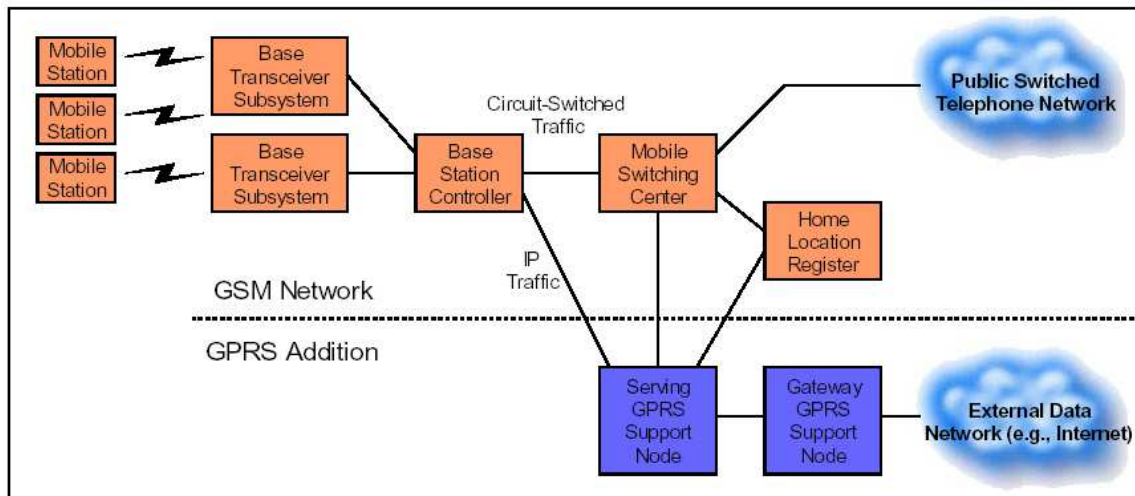 Mobile
Station
Mobile
Station
Mobile
Station
Base
Transceiver
Subsystem
Base
Transceiver
Subsystem
Base
Station
Controller
Circuit-Switched
Traffic
Mobile
Switching
Center
Public Switched
Telephone Network
Home
Location
Register
IP
Traffic
GSM Network
GPRS Addition
Serving
GPRS
Support
Node
Gateway
GPRS
Support
Node
External Data
Network (e.g., Internet)